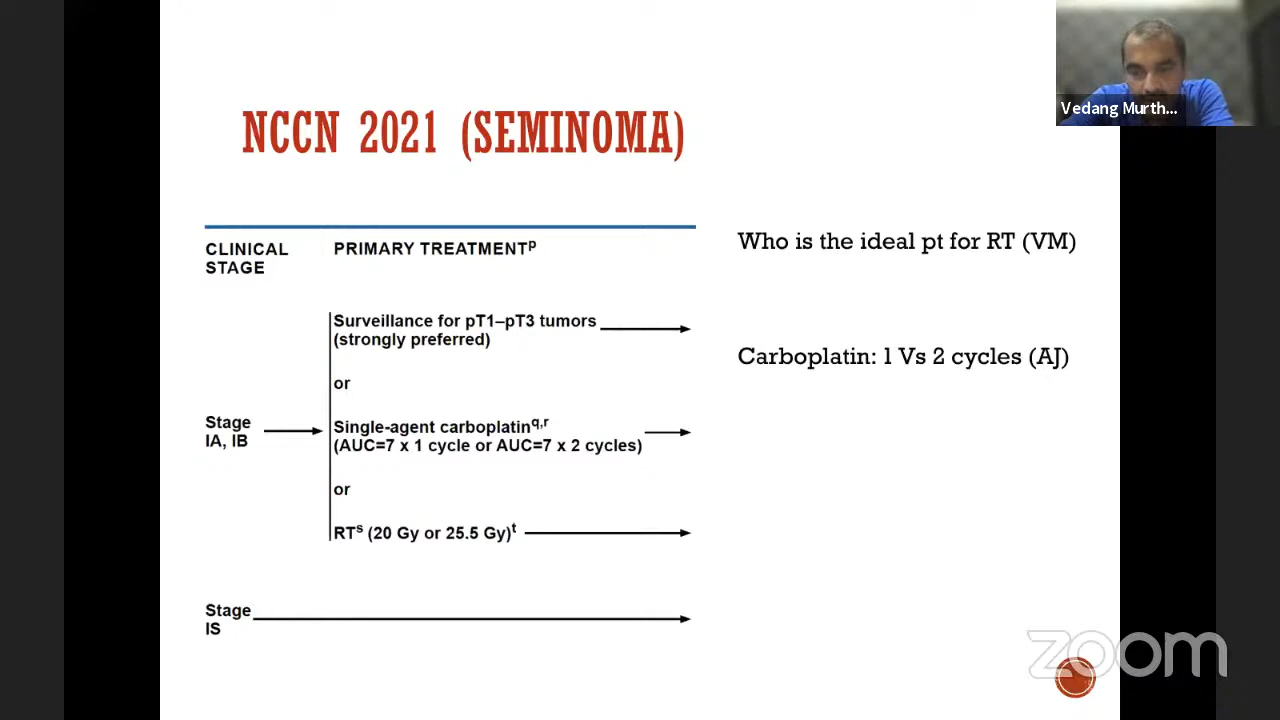 Vedang Murth...
NCCN 2021 (SEMINOMA)
CLINICAL
STAGE
PRIMARY TREATMENTᵖ
Surveillance for pT1–pT3 tumors
(strongly preferred)
or
Stage
IA, IB
Single-agent carboplatin^q,r
(AUC=7 x 1 cycle or AUC=7 x 2 cycles)
or
RTˢ (20 Gy or 25.5 Gy)ᵗ
Stage
IS
Who is the ideal pt for RT (VM)
Carboplatin: 1 Vs 2 cycles (AJ)
zoom